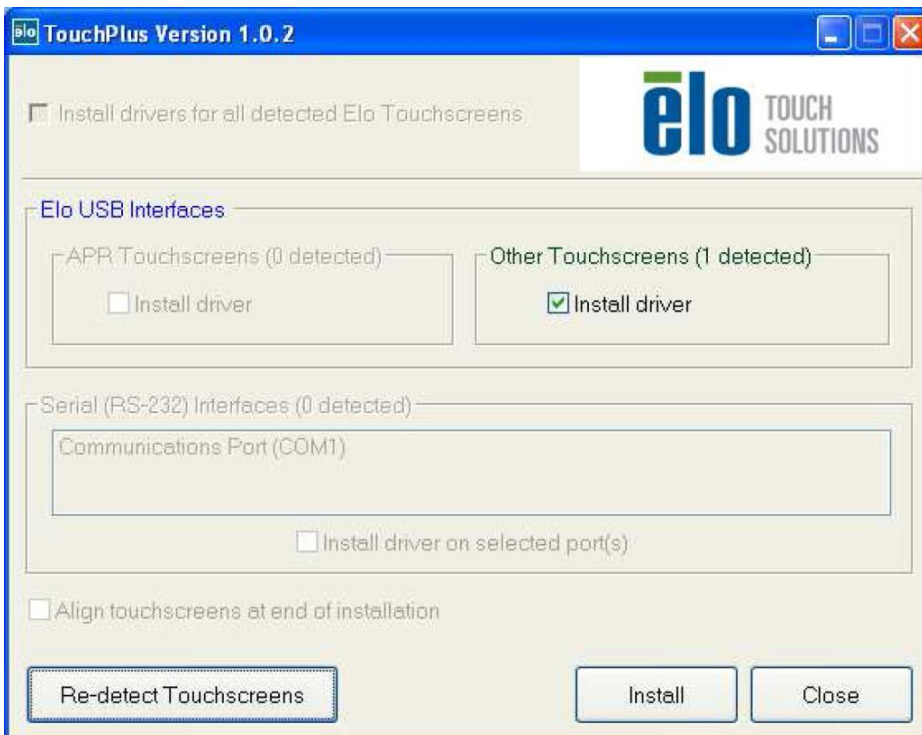 elo TouchPlus Version 1.0.2
Install drivers for all detected Elo Touchscreens
elo TOUCH SOLUTIONS
Elo USB Interfaces
APR Touchscreens (0 detected)
Install driver
Other Touchscreens (1 detected)
Install driver
Serial (RS-232) Interfaces (0 detected)
Communications Port (COM1)
Install driver on selected port(s)
Align touchscreens at end of installation
Re-detect Touchscreens
Install
Close